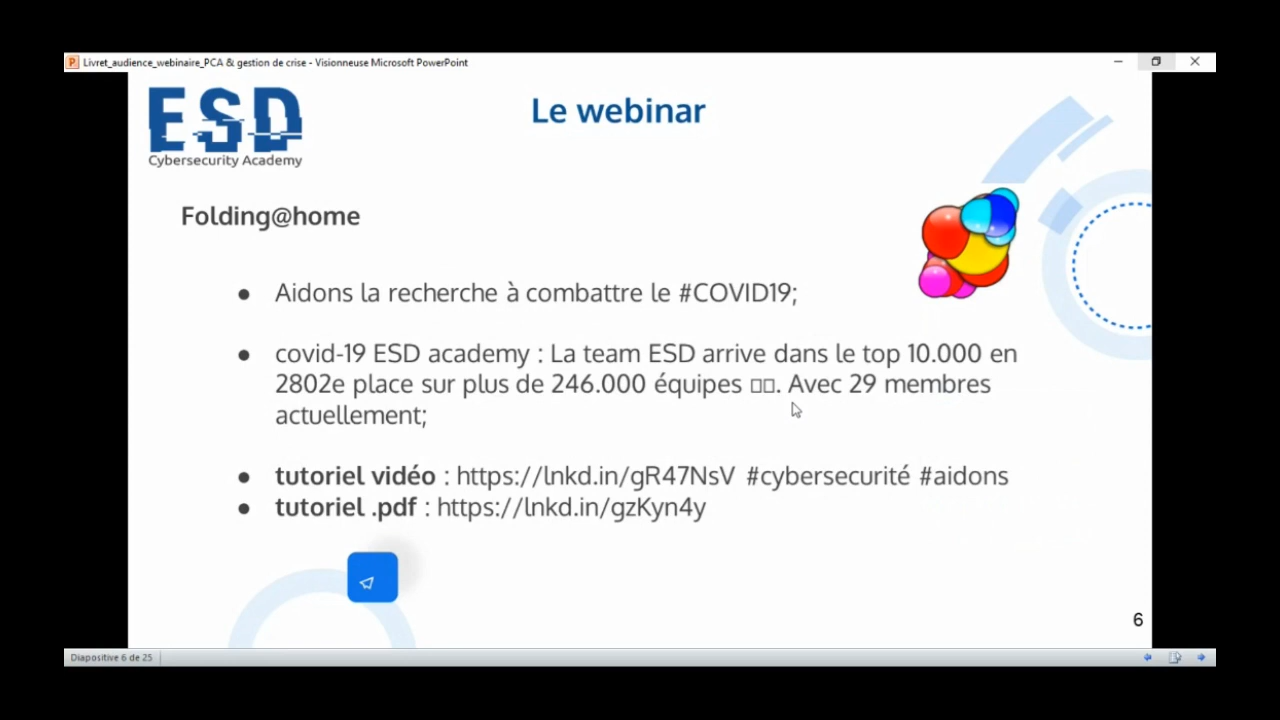 Livret_audience_webinaire_PCA & gestion de crise - Visionneuse Microsoft PowerPoint
ESD
Cybersecurity Academy
Le webinar
Folding@home
● Aidons la recherche à combattre le #COVID19;
● covid-19 ESD academy : La team ESD arrive dans le top 10.000 en
2802e place sur plus de 246.000 équipes □□. Avec 29 membres
actuellement;
● tutoriel vidéo : https://lnkd.in/gR47NsV #cybersecurité #aidons
● tutoriel .pdf : https://lnkd.in/gzKyn4y
6
Diapositive 6 de 25